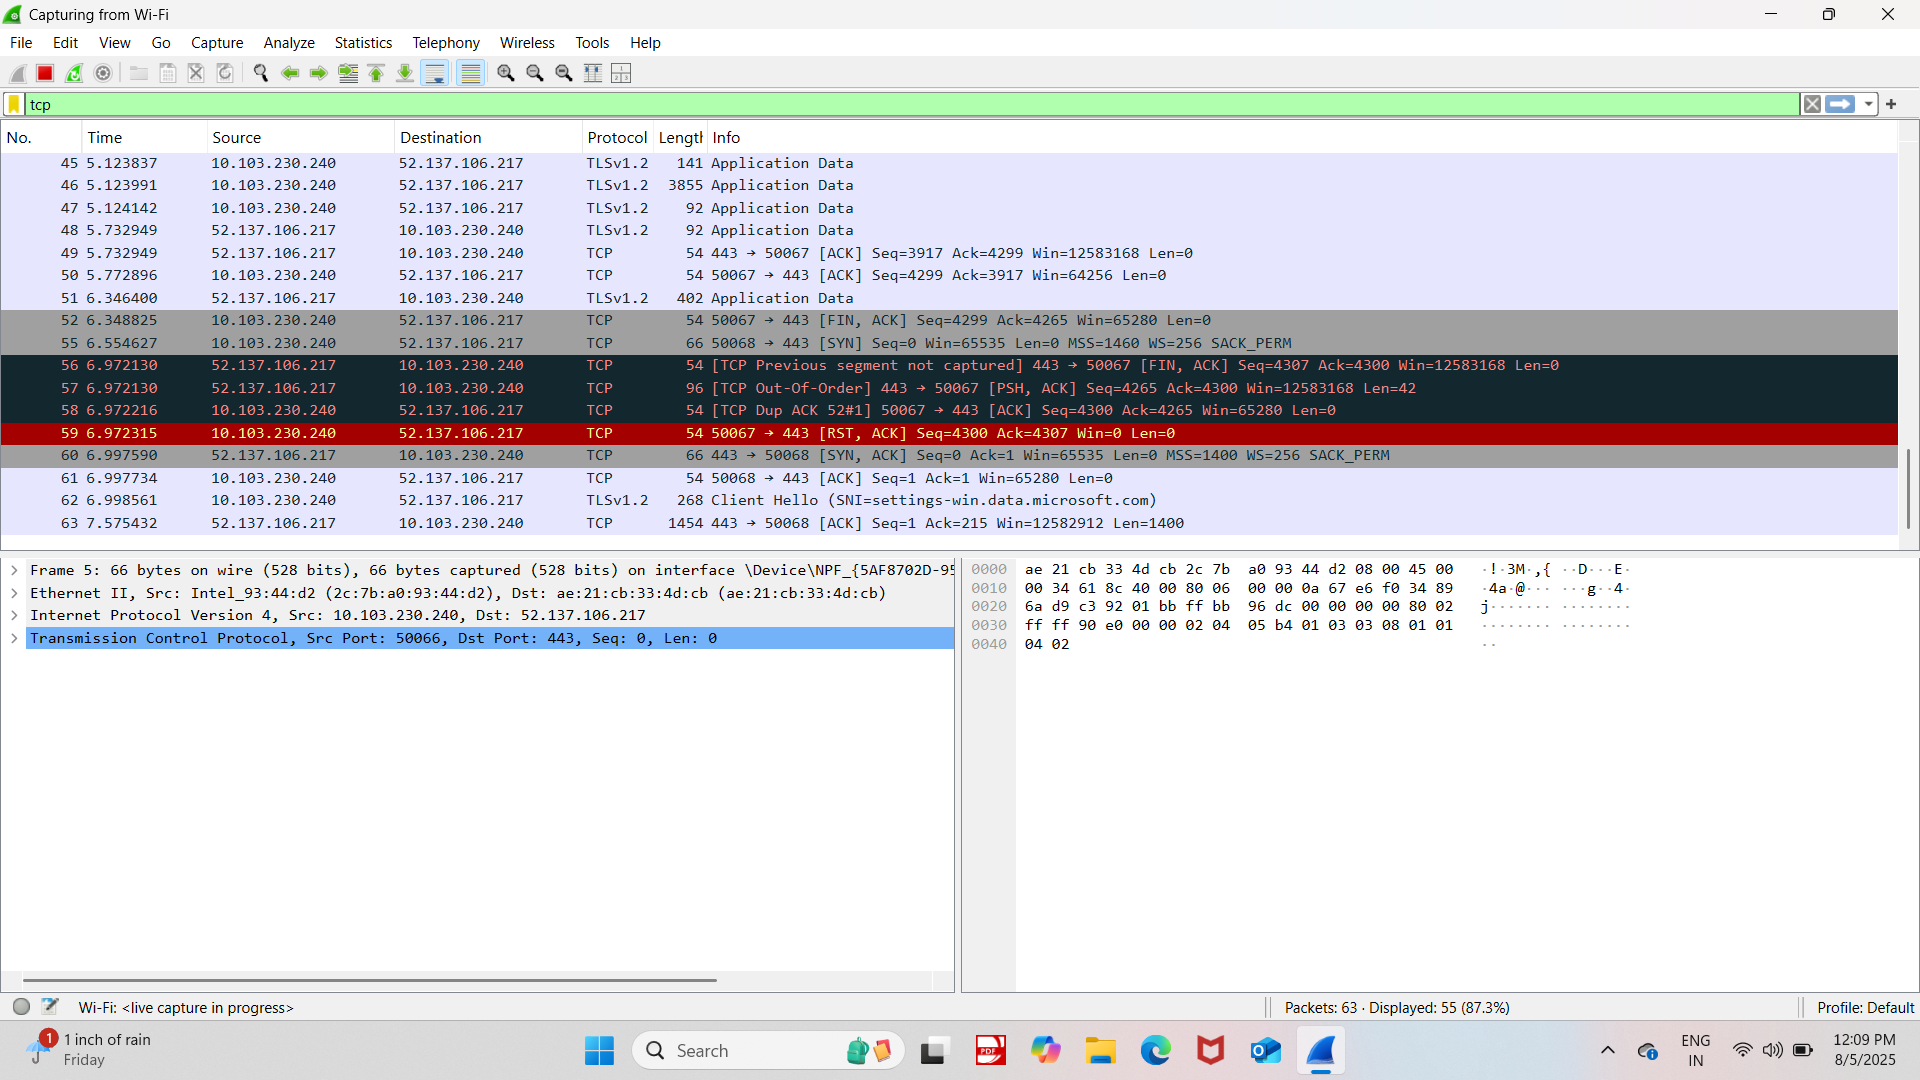 Capturing from Wi-Fi
File Edit View Go Capture Analyze Statistics Telephony Wireless Tools Help
tcp
No. Time Source Destination Protocol Length Info
45 5.123837 10.103.230.240 52.137.106.217 TLSv1.2 141 Application Data
46 5.123991 10.103.230.240 52.137.106.217 TLSv1.2 3855 Application Data
47 5.124142 10.103.230.240 52.137.106.217 TLSv1.2 92 Application Data
48 5.732949 52.137.106.217 10.103.230.240 TLSv1.2 92 Application Data
49 5.732949 52.137.106.217 10.103.230.240 TCP 54 443 → 50067 [ACK] Seq=3917 Ack=4299 Win=12583168 Len=0
50 5.772896 10.103.230.240 52.137.106.217 TCP 54 50067 → 443 [ACK] Seq=4299 Ack=3917 Win=64256 Len=0
51 6.346400 52.137.106.217 10.103.230.240 TLSv1.2 402 Application Data
52 6.348825 10.103.230.240 52.137.106.217 TCP 54 50067 → 443 [FIN, ACK] Seq=4299 Ack=4265 Win=65280 Len=0
55 6.554627 10.103.230.240 52.137.106.217 TCP 66 50068 → 443 [SYN] Seq=0 Win=65535 Len=0 MSS=1460 WS=256 SACK_PERM
56 6.972130 52.137.106.217 10.103.230.240 TCP 54 [TCP Previous segment not captured] 443 → 50067 [FIN, ACK] Seq=4307 Ack=4300 Win=12583168 Len=0
57 6.972130 52.137.106.217 10.103.230.240 TCP 96 [TCP Out-Of-Order] 443 → 50067 [PSH, ACK] Seq=4265 Ack=4300 Win=12583168 Len=42
58 6.972216 10.103.230.240 52.137.106.217 TCP 54 [TCP Dup ACK 52#1] 50067 → 443 [ACK] Seq=4300 Ack=4265 Win=65280 Len=0
59 6.972315 10.103.230.240 52.137.106.217 TCP 54 50067 → 443 [RST, ACK] Seq=4300 Ack=4307 Win=0 Len=0
60 6.997590 52.137.106.217 10.103.230.240 TCP 66 443 → 50068 [SYN, ACK] Seq=0 Ack=1 Win=65535 Len=0 MSS=1400 WS=256 SACK_PERM
61 6.997734 10.103.230.240 52.137.106.217 TCP 54 50068 → 443 [ACK] Seq=1 Ack=1 Win=65280 Len=0
62 6.998561 10.103.230.240 52.137.106.217 TLSv1.2 268 Client Hello (SNI=settings-win.data.microsoft.com)
63 7.575432 52.137.106.217 10.103.230.240 TCP 1454 443 → 50068 [ACK] Seq=1 Ack=215 Win=12582912 Len=1400
Frame 5: 66 bytes on wire (528 bits), 66 bytes captured (528 bits) on interface \Device\NPF_{5AF8702D-95
Ethernet II, Src: Intel_93:44:d2 (2c:7b:a0:93:44:d2), Dst: ae:21:cb:33:4d:cb (ae:21:cb:33:4d:cb)
Internet Protocol Version 4, Src: 10.103.230.240, Dst: 52.137.106.217
Transmission Control Protocol, Src Port: 50066, Dst Port: 443, Seq: 0, Len: 0
0000 ae 21 cb 33 4d cb 2c 7b a0 93 44 d2 08 00 45 00 ·!·3M·,{ ··D···E·
0010 00 34 61 8c 40 00 80 06 00 00 0a 67 e6 f0 34 89 ·4a·@··· ···g··4·
0020 6a d9 c3 92 01 bb ff bb 96 dc 00 00 00 00 80 02 j······· ········
0030 ff ff 90 e0 00 00 02 04 05 b4 01 03 03 08 01 01 ········ ········
0040 04 02 ··
Wi-Fi: <live capture in progress>
Packets: 63 · Displayed: 55 (87.3%)
Profile: Default
1
1 inch of rain
Friday
Search
PDF
ENG
IN
12:09 PM
8/5/2025